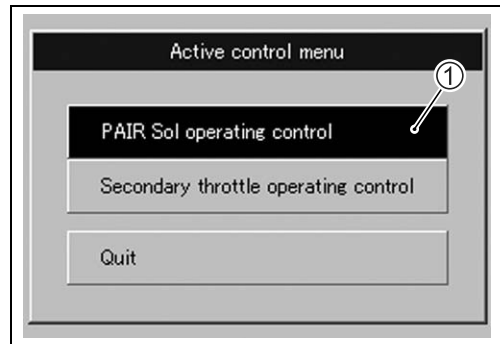 Active control menu
①
PAIR Sol operating control
Secondary throttle operating control
Quit